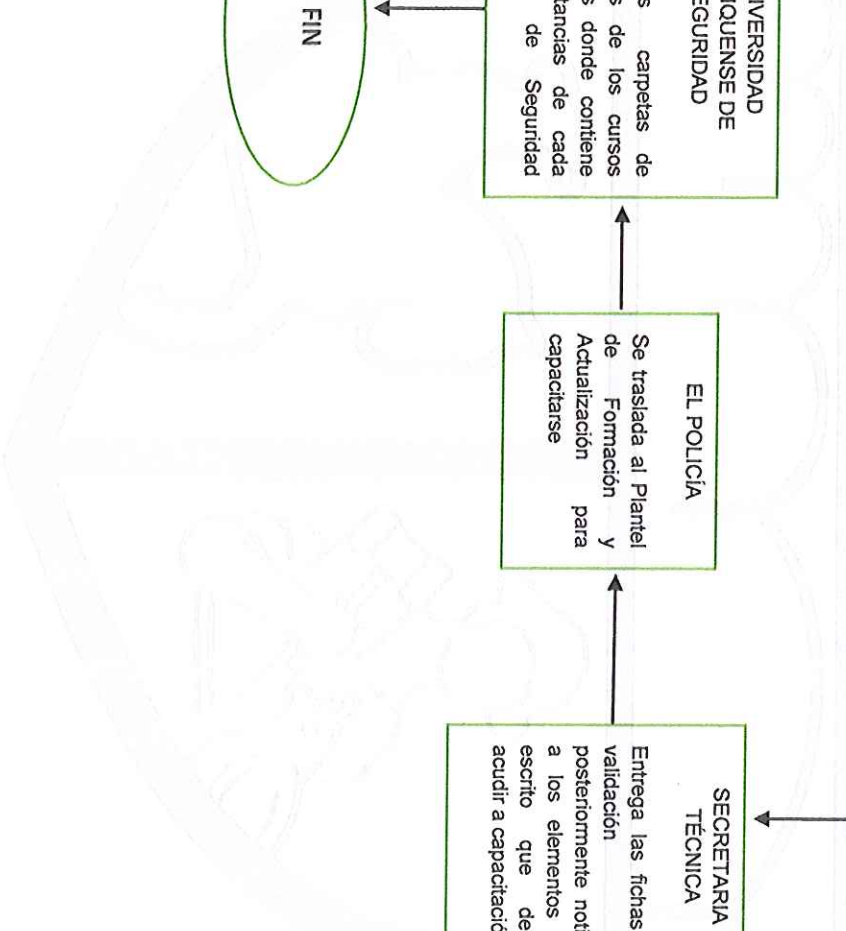 IVERSIDAD
IQUENSE DE
EGURIDAD
s carpetas de
s de los cursos
s donde contiene
tancias de cada
de Seguridad
FIN
EL POLICÍA
Se traslada al Plantel
de Formación y
Actualización para
capacitarse
SECRETARIA
TÉCNICA
Entrega las fichas
validación
posteriormente noti
a los elementos
escrito que de
acudir a capacitació